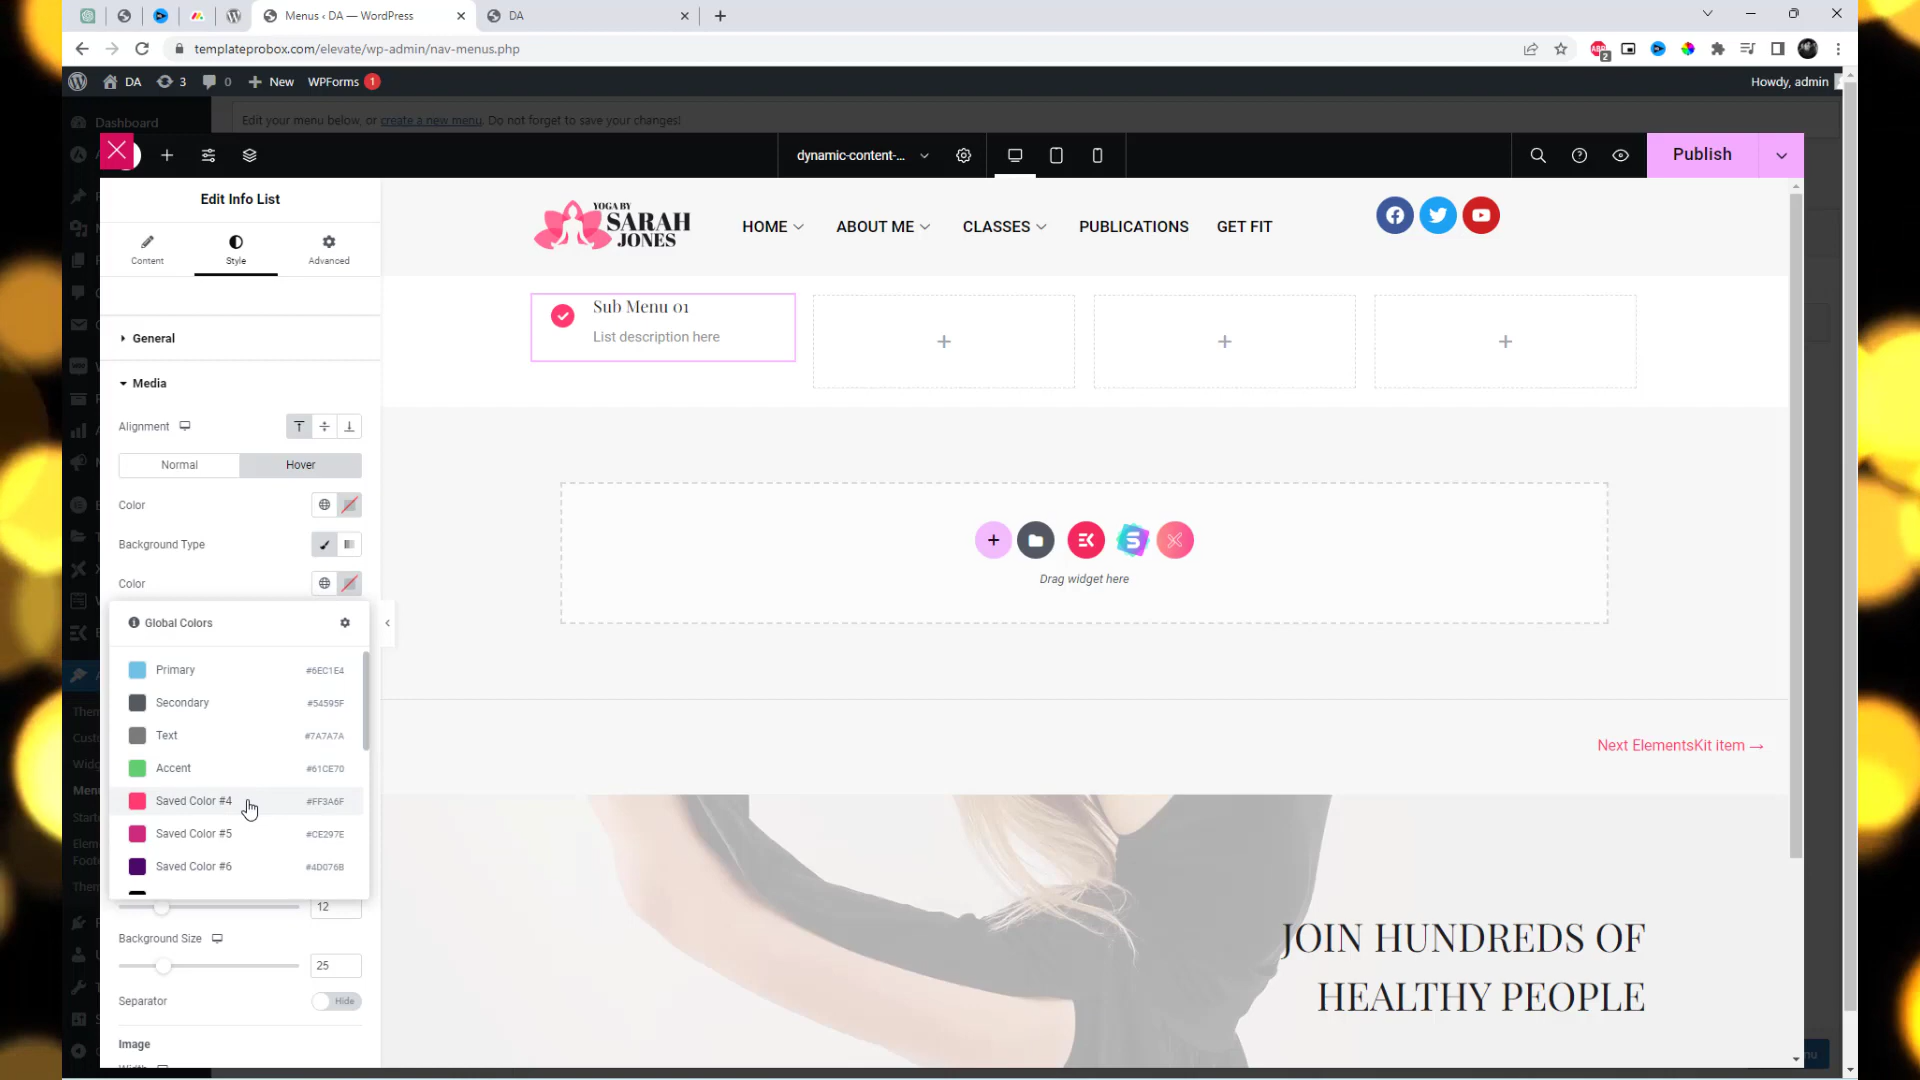 Menus ‹ DA — WordPress
DA
templateprobox.com/elevate/wp-admin/nav-menus.php
2
DA
3
0
New
WPForms
1
Howdy, admin
Dashboard
Edit your menu below, or create a new menu. Do not forget to save your changes!
dynamic-content-...
Publish
Edit Info List
Content
Style
Advanced
General
Media
Alignment
Normal
Hover
Color
Background Type
Color
Global Colors
Primary
#6EC1E4
Secondary
#54595F
Text
#7A7A7A
Accent
#61CE70
Saved Color #4
#FF3A6F
Saved Color #5
#CE297E
Saved Color #6
#4D076B
12
Background Size
25
Separator
Hide
Image
YOGA BY
SARAH
JONES
HOME
ABOUT ME
CLASSES
PUBLICATIONS
GET FIT
Sub Menu 01
List description here
Drag widget here
Next ElementsKit item →
JOIN HUNDREDS OF
HEALTHY PEOPLE